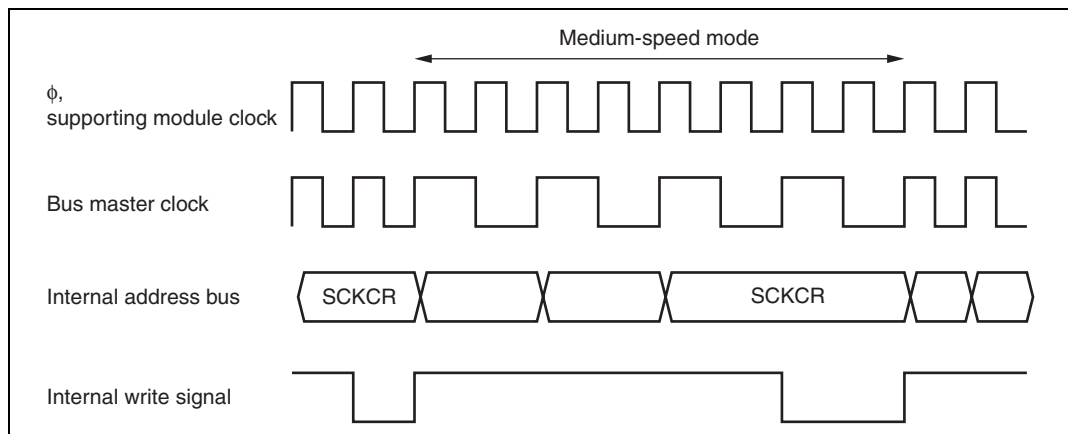 Medium-speed mode
ϕ,
supporting module clock
Bus master clock
Internal address bus
SCKCR
SCKCR
Internal write signal